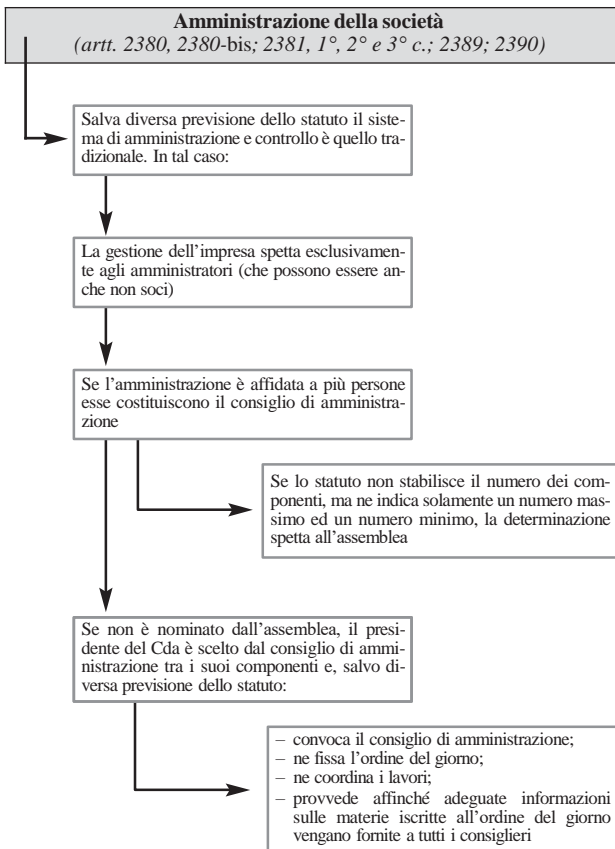 Amministrazione della società
(artt. 2380, 2380-bis; 2381, 1°, 2° e 3° c.; 2389; 2390)
Salva diversa previsione dello statuto il siste-
ma di amministrazione e controllo è quello tra-
dizionale. In tal caso:
La gestione dell’impresa spetta esclusivamen-
te agli amministratori (che possono essere an-
che non soci)
Se l’amministrazione è affidata a più persone
esse costituiscono il consiglio di amministra-
zione
Se lo statuto non stabilisce il numero dei com-
ponenti, ma ne indica solamente un numero mas-
simo ed un numero minimo, la determinazione
spetta all’assemblea
Se non è nominato dall’assemblea, il presi-
dente del Cda è scelto dal consiglio di am-
ministrazione tra i suoi componenti e, salvo di-
versa previsione dello statuto:
– convoca il consiglio di amministrazione;
– ne fissa l’ordine del giorno;
– ne coordina i lavori;
– provvede affinché adeguate informazioni
sulle materie iscritte all’ordine del giorno
vengano fornite a tutti i consiglieri